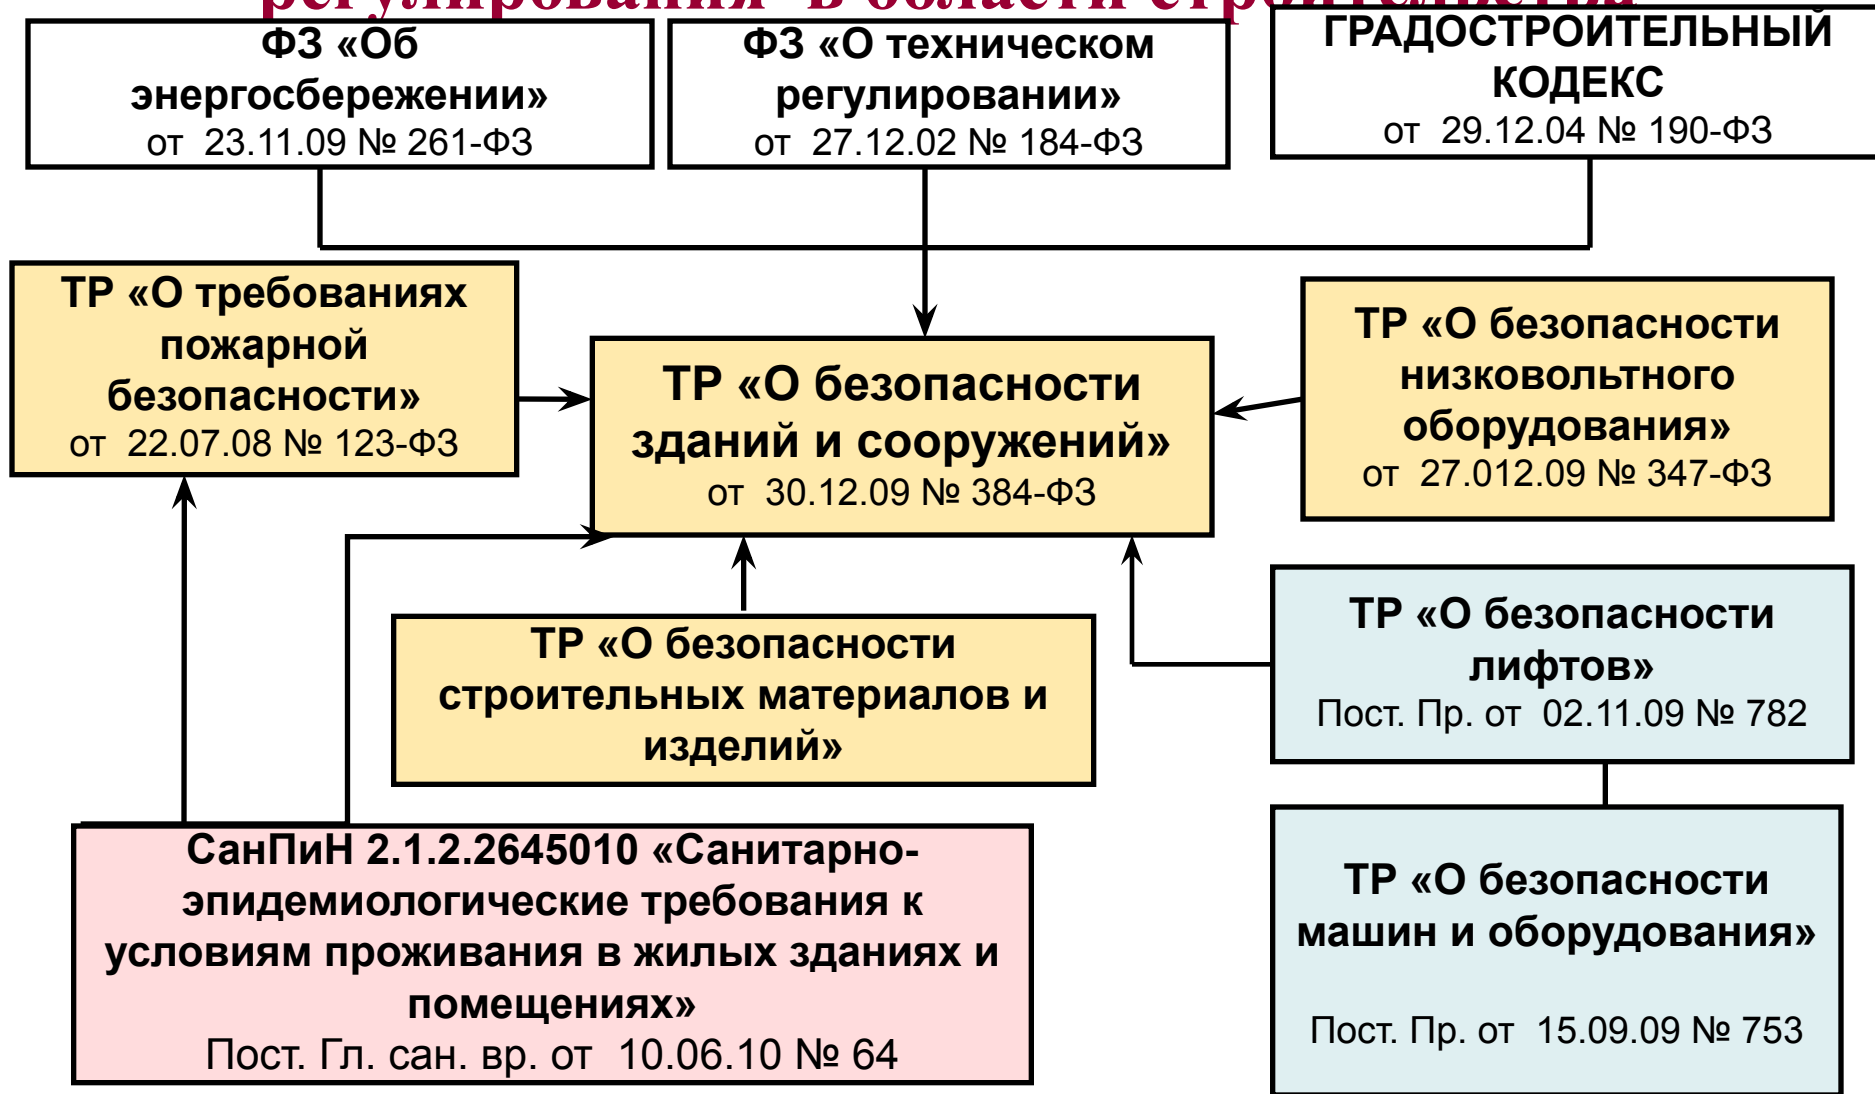 регулирования в области строительства
ФЗ «Об
энергосбережении»
от 23.11.09 № 261-ФЗ
ФЗ «О техническом
регулировании»
от 27.12.02 № 184-ФЗ
ГРАДОСТРОИТЕЛЬНЫЙ
КОДЕКС
от 29.12.04 № 190-ФЗ
ТР «О требованиях
пожарной
безопасности»
от 22.07.08 № 123-ФЗ
ТР «О безопасности
зданий и сооружений»
от 30.12.09 № 384-ФЗ
ТР «О безопасности
низковольтного
оборудования»
от 27.012.09 № 347-ФЗ
ТР «О безопасности
строительных материалов и
изделий»
ТР «О безопасности
лифтов»
Пост. Пр. от 02.11.09 № 782
СанПиН 2.1.2.2645010 «Санитарно-
эпидемиологические требования к
условиям проживания в жилых зданиях и
помещениях»
Пост. Гл. сан. вр. от 10.06.10 № 64
ТР «О безопасности
машин и оборудования»
Пост. Пр. от 15.09.09 № 753